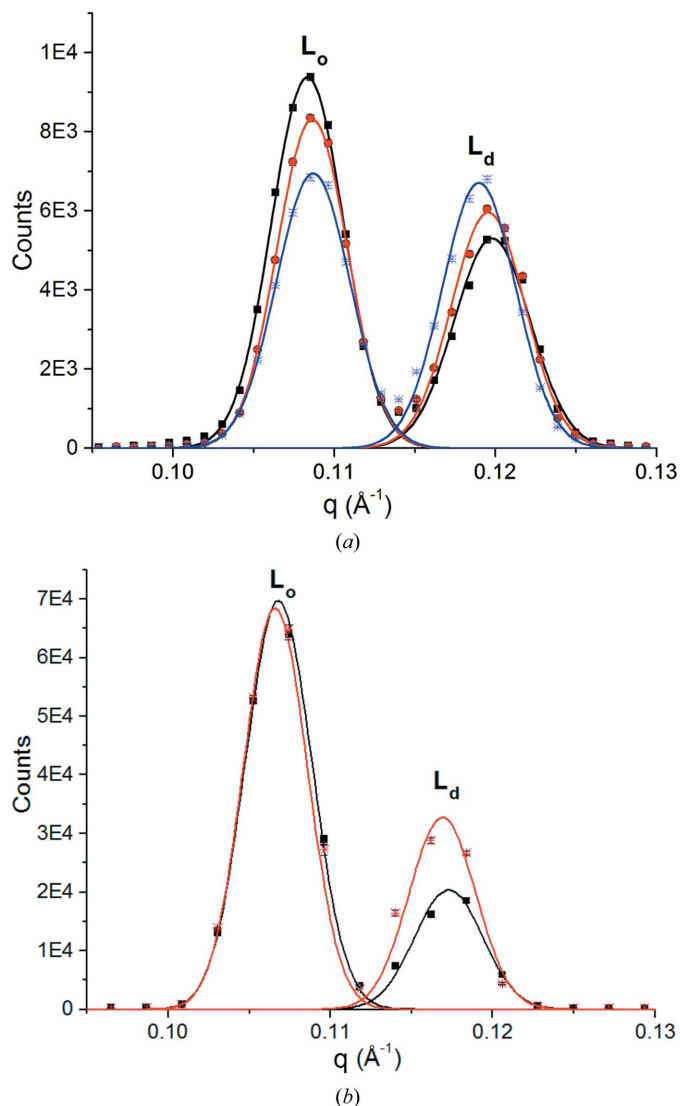 1E4
8E3
6E3
4E3
2E3
0
Counts
Lo
Ld
0.10 0.11 0.12 0.13
q (Å-1)
(a)
7E4
6E4
5E4
4E4
3E4
2E4
1E4
0
Counts
Lo
Ld
0.10 0.11 0.12 0.13
q (Å-1)
(b)